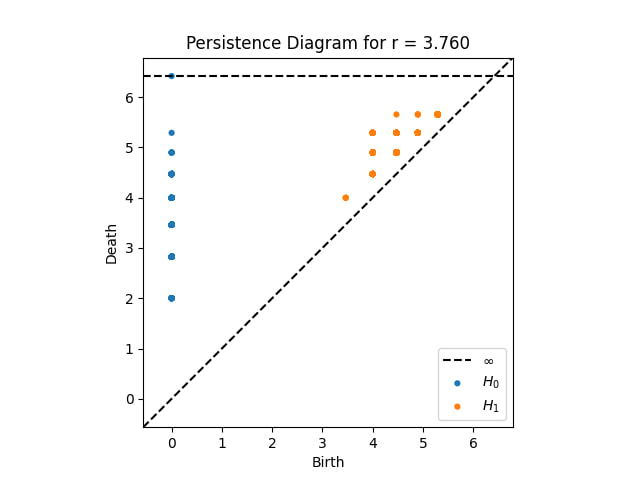 Persistence Diagram for r = 3.760
Death
6
5
4
3
2
1
0
0 1 2 3 4 5 6
Birth
∞
H₀
H₁